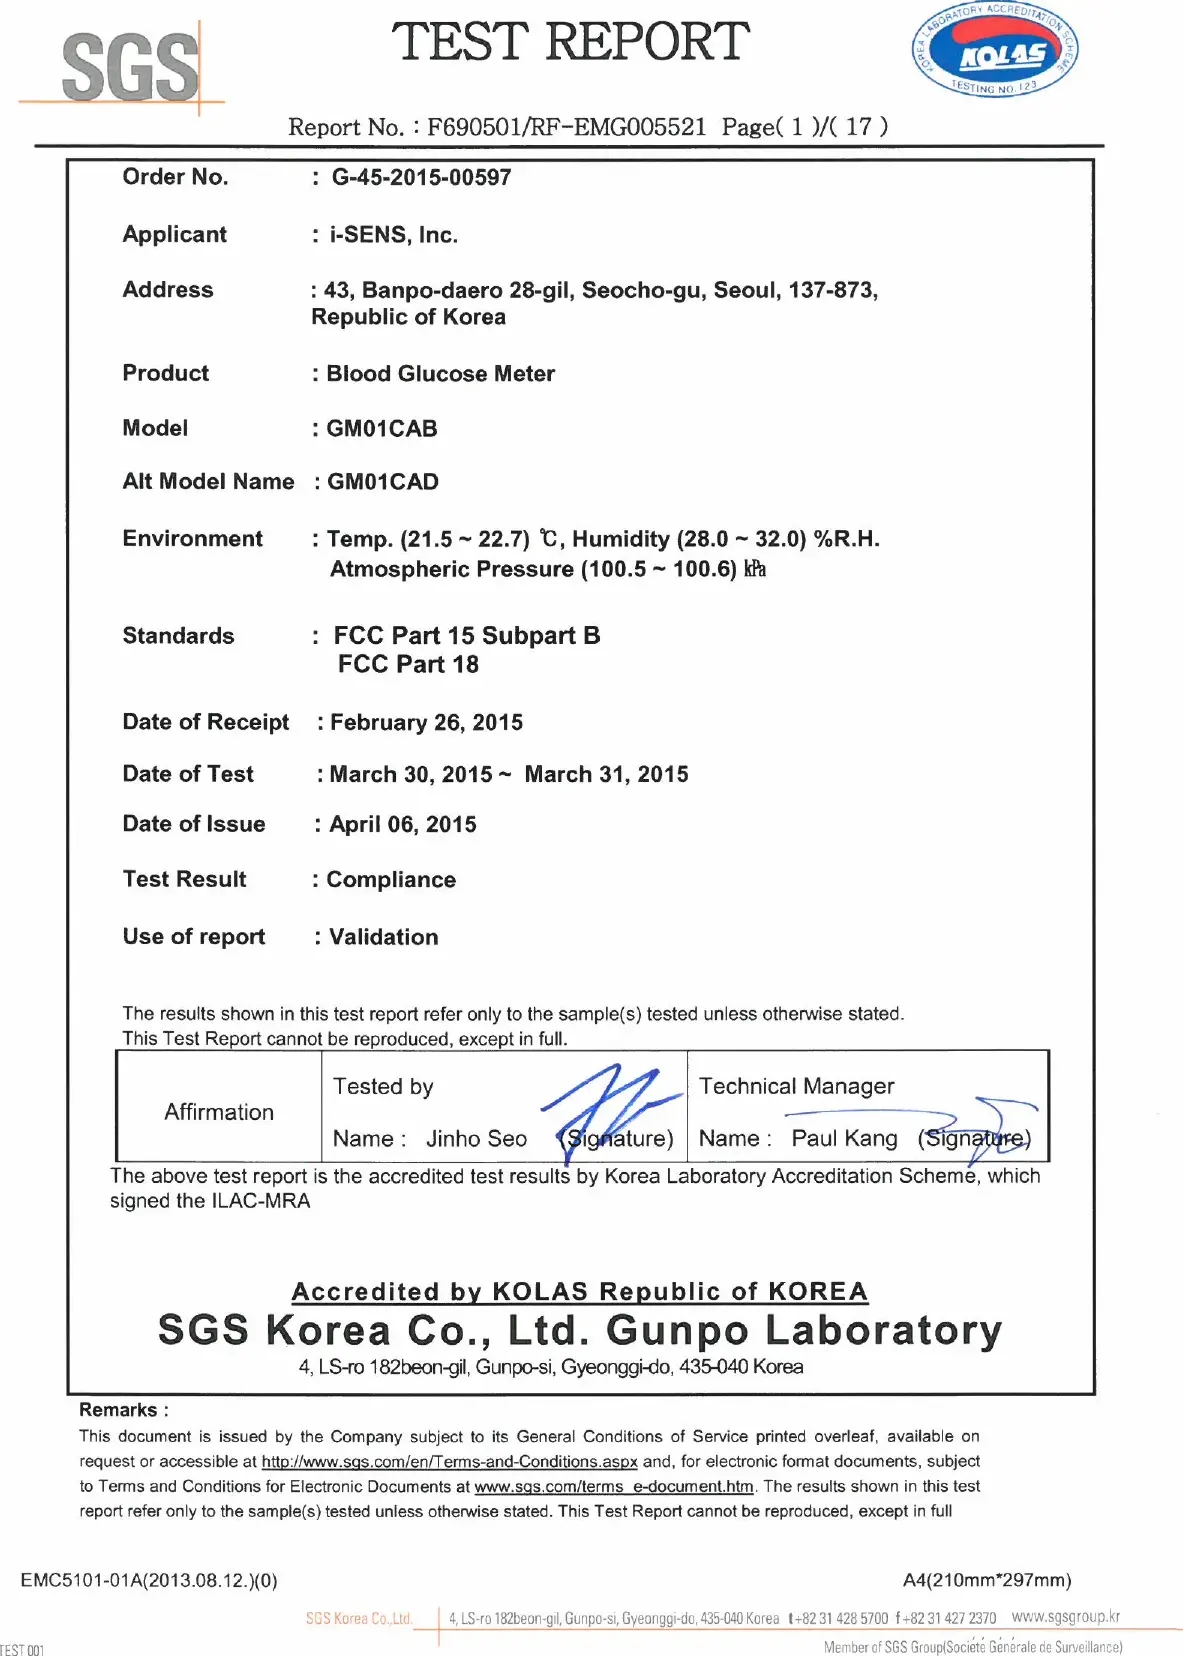 SGS
TEST REPORT
KOREA LABORATORY ACCREDITATION SCHEME
KOLAS
TESTING NO. 123
Report No. : F690501/RF-EMG005521 Page( 1 )/( 17 )
Order No. : G-45-2015-00597
Applicant : i-SENS, Inc.
Address : 43, Banpo-daero 28-gil, Seocho-gu, Seoul, 137-873,
Republic of Korea
Product : Blood Glucose Meter
Model : GM01CAB
Alt Model Name : GM01CAD
Environment : Temp. (21.5 ~ 22.7) ℃, Humidity (28.0 ~ 32.0) %R.H.
Atmospheric Pressure (100.5 ~ 100.6) ㎪
Standards : FCC Part 15 Subpart B
FCC Part 18
Date of Receipt : February 26, 2015
Date of Test : March 30, 2015 ~ March 31, 2015
Date of Issue : April 06, 2015
Test Result : Compliance
Use of report : Validation
The results shown in this test report refer only to the sample(s) tested unless otherwise stated.
This Test Report cannot be reproduced, except in full.
Affirmation
Tested by
Name : Jinho Seo (Signature)
Technical Manager
Name : Paul Kang (Signature)
The above test report is the accredited test results by Korea Laboratory Accreditation Scheme, which
signed the ILAC-MRA
Accredited by KOLAS Republic of KOREA
SGS Korea Co., Ltd. Gunpo Laboratory
4, LS-ro 182beon-gil, Gunpo-si, Gyeonggi-do, 435-040 Korea
Remarks :
This document is issued by the Company subject to its General Conditions of Service printed overleaf, available on
request or accessible at http://www.sgs.com/en/Terms-and-Conditions.aspx and, for electronic format documents, subject
to Terms and Conditions for Electronic Documents at www.sgs.com/terms_e-document.htm. The results shown in this test
report refer only to the sample(s) tested unless otherwise stated. This Test Report cannot be reproduced, except in full
EMC5101-01A(2013.08.12.)(0) A4(210mm*297mm)
SGS Korea Co.,Ltd. 4, LS-ro 182beon-gil, Gunpo-si, Gyeonggi-do, 435-040 Korea t+82 31 428 5700 f+82 31 427 2370 www.sgsgroup.kr
TEST 001 Member of SGS Group(Société Générale de Surveillance)